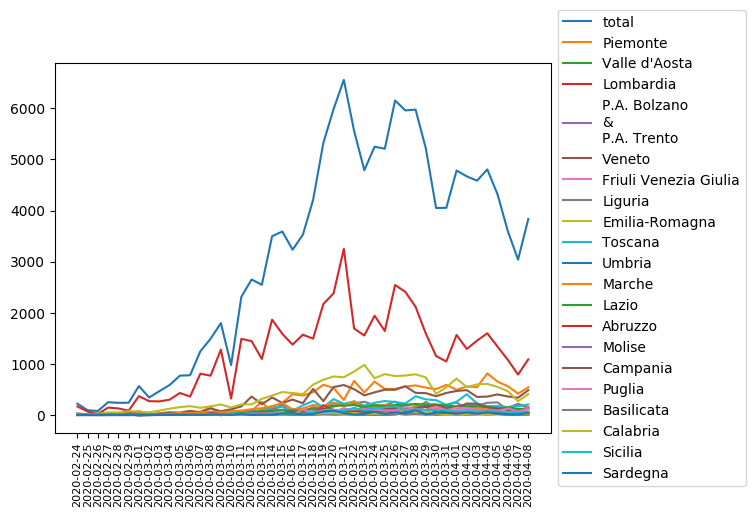 6000
5000
4000
3000
2000
1000
0
2020-02-24
2020-02-25
2020-02-26
2020-02-27
2020-02-28
2020-02-29
2020-03-01
2020-03-02
2020-03-03
2020-03-04
2020-03-05
2020-03-06
2020-03-07
2020-03-08
2020-03-09
2020-03-10
2020-03-11
2020-03-12
2020-03-13
2020-03-14
2020-03-15
2020-03-16
2020-03-17
2020-03-18
2020-03-19
2020-03-20
2020-03-21
2020-03-22
2020-03-23
2020-03-24
2020-03-25
2020-03-26
2020-03-27
2020-03-28
2020-03-29
2020-03-30
2020-03-31
2020-04-01
2020-04-02
2020-04-03
2020-04-04
2020-04-05
2020-04-06
2020-04-07
2020-04-08
total
Piemonte
Valle d'Aosta
Lombardia
P.A. Bolzano
&
P.A. Trento
Veneto
Friuli Venezia Giulia
Liguria
Emilia-Romagna
Toscana
Umbria
Marche
Lazio
Abruzzo
Molise
Campania
Puglia
Basilicata
Calabria
Sicilia
Sardegna